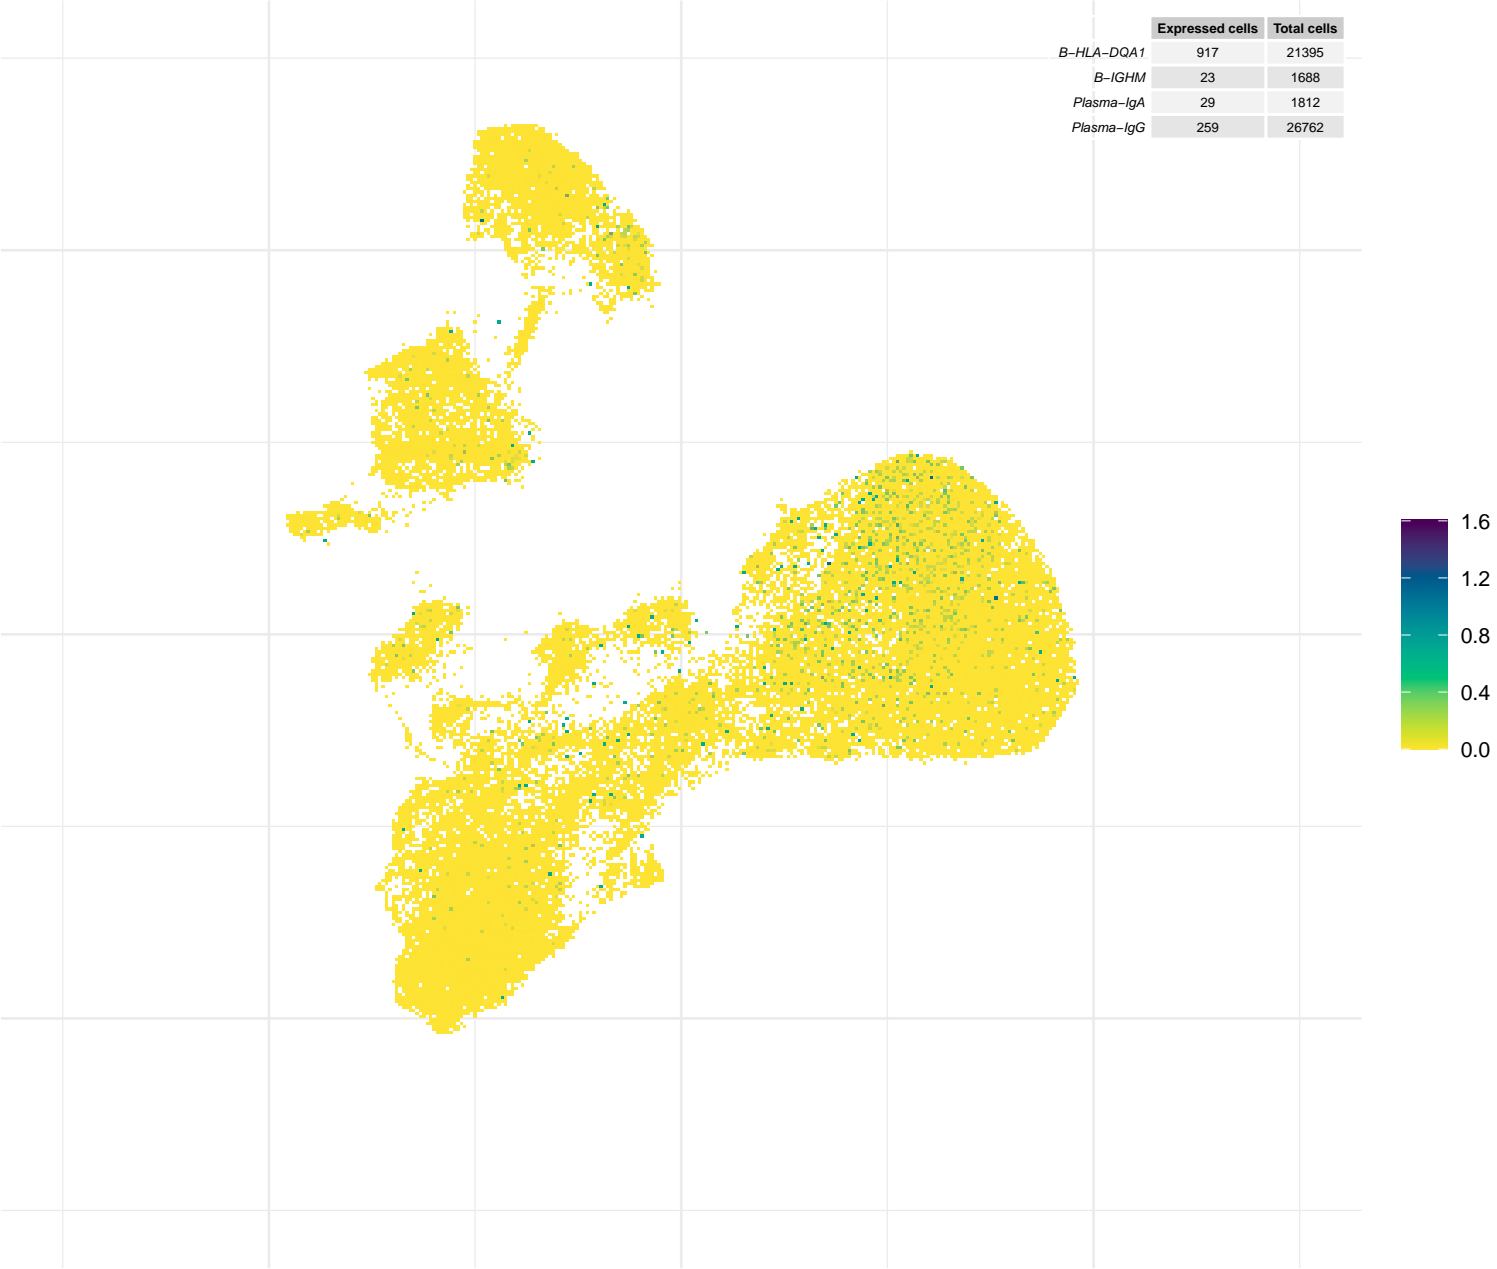 Expressed cells Total cells
B−HLA−DQA1 917 21395
B−IGHM 23 1688
Plasma−IgA 29 1812
Plasma−IgG 259 26762
1.6
1.2
0.8
0.4
0.0